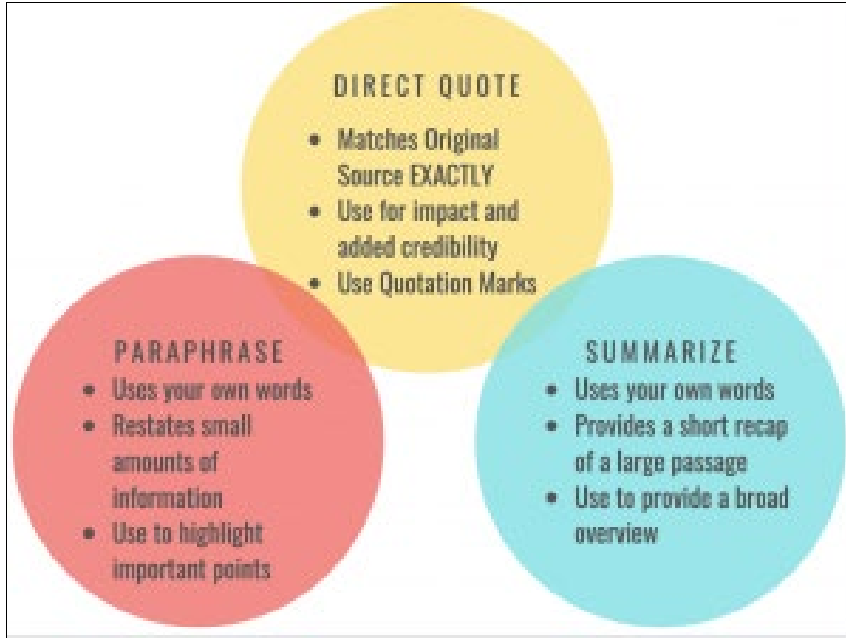 DIRECT QUOTE
• Matches Original
Source EXACTLY
• Use for impact and
added credibility
• Use Quotation Marks
PARAPHRASE
• Uses your own words
• Restates small
amounts of
information
• Use to highlight
important points
SUMMARIZE
• Uses your own words
• Provides a short recap
of a large passage
• Use to provide a broad
overview